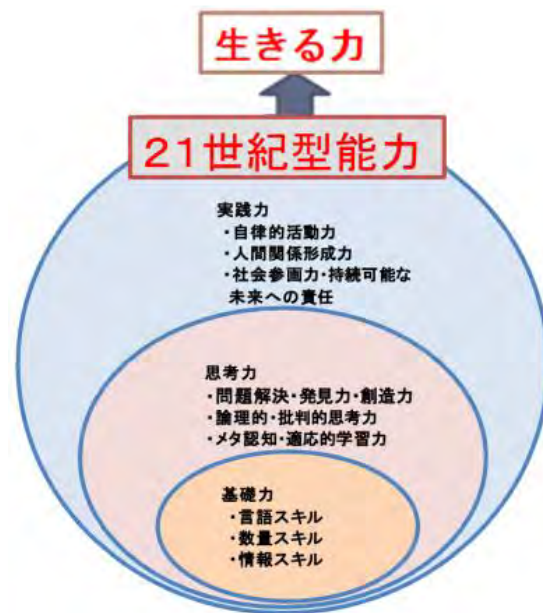 生きる力
21世紀型能力
実践力
・自律的活動力
・人間関係形成力
・社会参画力・持続可能な
未来への責任
思考力
・問題解決・発見力・創造力
・論理的・批判的思考力
・メタ認知・適応的学習力
基礎力
・言語スキル
・数量スキル
・情報スキル